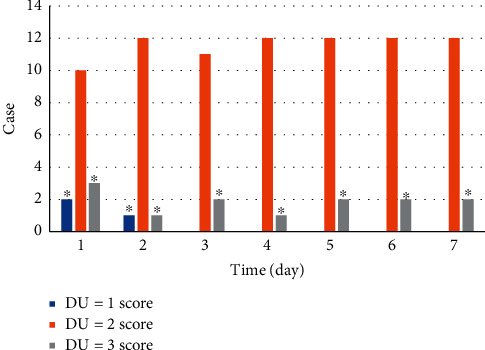 14
12
10
8
6
4
2
0
Case
* * * * * * * * *
1 2 3 4 5 6 7
Time (day)
DU = 1 score
DU = 2 score
DU = 3 score